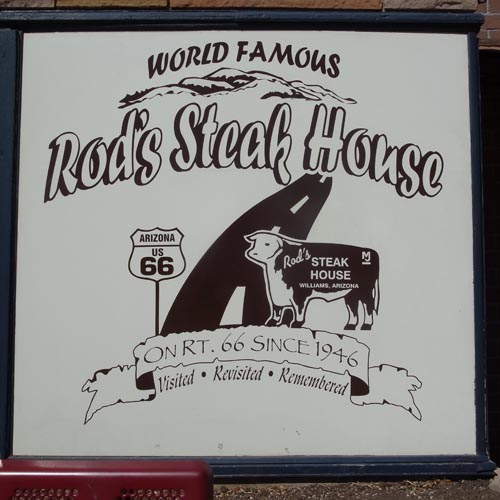 WORLD FAMOUS
Rod's Steak House
ARIZONA
US
66
Rod's STEAK
HOUSE
WILLIAMS, ARIZONA
ON RT. 66 SINCE 1946
Visited • Revisited • Remembered